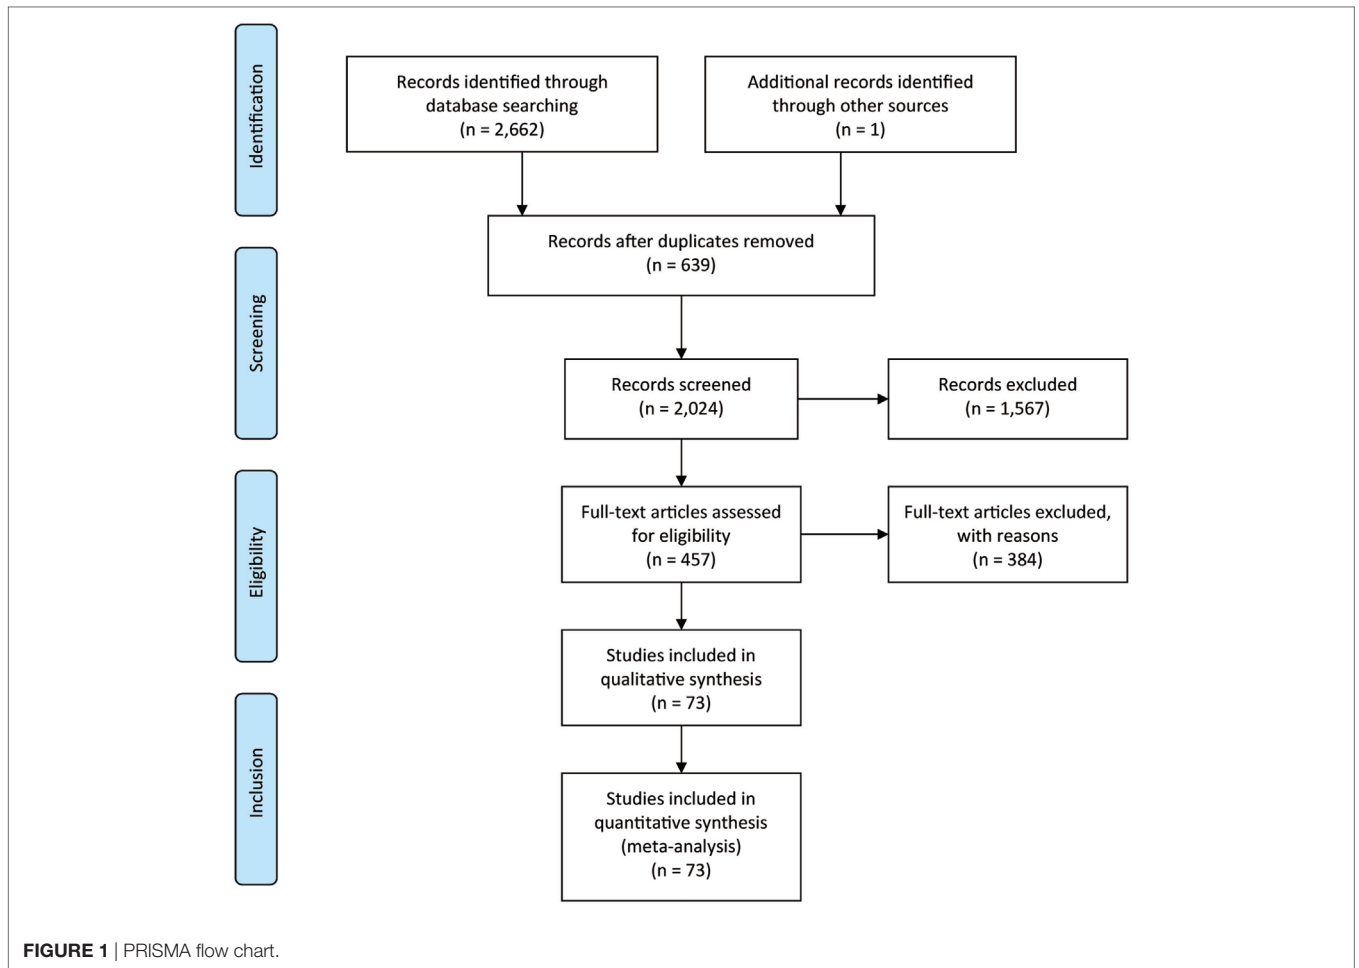 Identification
Records identified through
database searching
(n = 2,662)
Additional records identified
through other sources
(n = 1)
Records after duplicates removed
(n = 639)
Screening
Records screened
(n = 2,024)
Records excluded
(n = 1,567)
Eligibility
Full-text articles assessed
for eligibility
(n = 457)
Full-text articles excluded,
with reasons
(n = 384)
Studies included in
qualitative synthesis
(n = 73)
Inclusion
Studies included in
quantitative synthesis
(meta-analysis)
(n = 73)
FIGURE 1 | PRISMA flow chart.